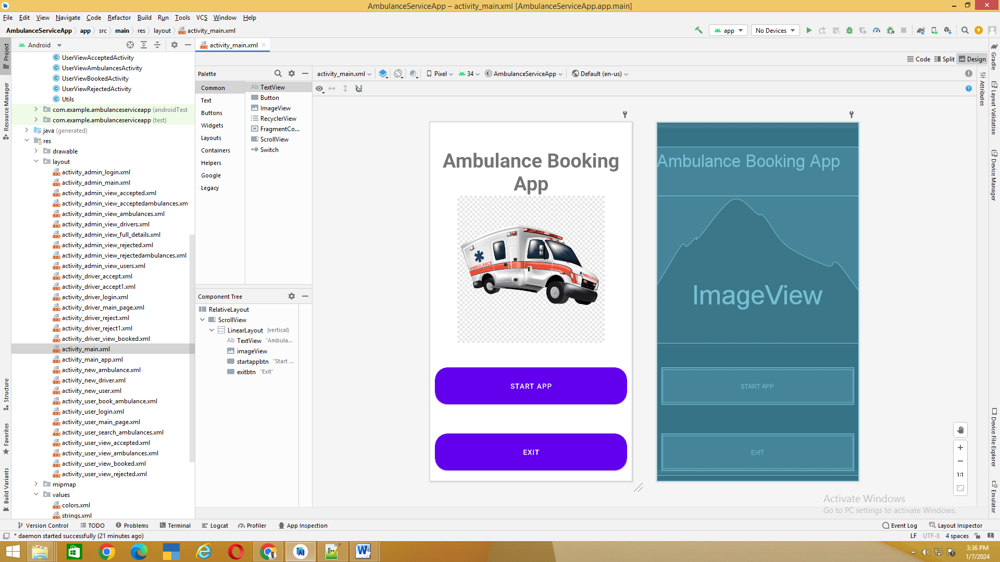 AmbulanceServiceApp – activity_main.xml [AmbulanceServiceApp.app.main]
File Edit View Navigate Code Refactor Build Run Tools VCS Window Help
AmbulanceServiceApp app src main res layout activity_main.xml
app No Devices
Android
activity_main.xml
Code Split Design
UserViewAcceptedActivity
UserViewAmbulancesActivity
UserViewBookedActivity
UserViewRejectedActivity
Utils
com.example.ambulanceserviceapp (androidTest
com.example.ambulanceserviceapp (test)
java (generated)
res
drawable
layout
activity_admin_login.xml
activity_admin_main.xml
activity_admin_view_accepted.xml
activity_admin_view_acceptedambulances.xm
activity_admin_view_ambulances.xml
activity_admin_view_drivers.xml
activity_admin_view_full_details.xml
activity_admin_view_rejected.xml
activity_admin_view_rejectedambulances.xml
activity_admin_view_users.xml
activity_driver_accept.xml
activity_driver_accept1.xml
activity_driver_login.xml
activity_driver_main_page.xml
activity_driver_reject.xml
activity_driver_reject1.xml
activity_driver_view_booked.xml
activity_main.xml
activity_main_app.xml
activity_new_ambulance.xml
activity_new_driver.xml
activity_new_user.xml
activity_user_book_ambulance.xml
activity_user_login.xml
activity_user_main_page.xml
activity_user_search_ambulances.xml
activity_user_view_accepted.xml
activity_user_view_ambulances.xml
activity_user_view_booked.xml
activity_user_view_rejected.xml
mipmap
values
colors.xml
strings.xml
Project
Resource Manager
Structure
Favorites
Build Variants
Palette
Common
Text
Buttons
Widgets
Layouts
Containers
Helpers
Google
Legacy
Ab TextView
Button
ImageView
RecyclerView
FragmentCo...
ScrollView
Switch
Component Tree
RelativeLayout
ScrollView
LinearLayout (vertical)
Ab TextView "Ambula...
imageView
startappbtn "Start ...
exitbtn "Exit"
activity_main.xml Pixel 34 AmbulanceServiceApp Default (en-us)
Ambulance Booking
App
AMBULANCE
AMBULANCE
START APP
EXIT
Ambulance Booking App
ImageView
START APP
EXIT
1:1
Gradle
Attributes
Layout Validation
Device Manager
Device File Explorer
Emulator
Activate Windows
Go to PC settings to activate Windows.
Version Control TODO Problems Terminal Logcat Profiler App Inspection Event Log Layout Inspector
* daemon started successfully (21 minutes ago) LF UTF-8 4 spaces
3:36 PM
1/7/2024